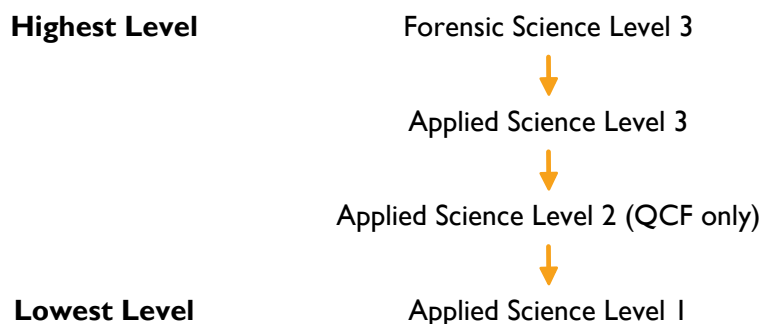 Highest Level Forensic Science Level 3
Applied Science Level 3
Applied Science Level 2 (QCF only)
Lowest Level Applied Science Level 1